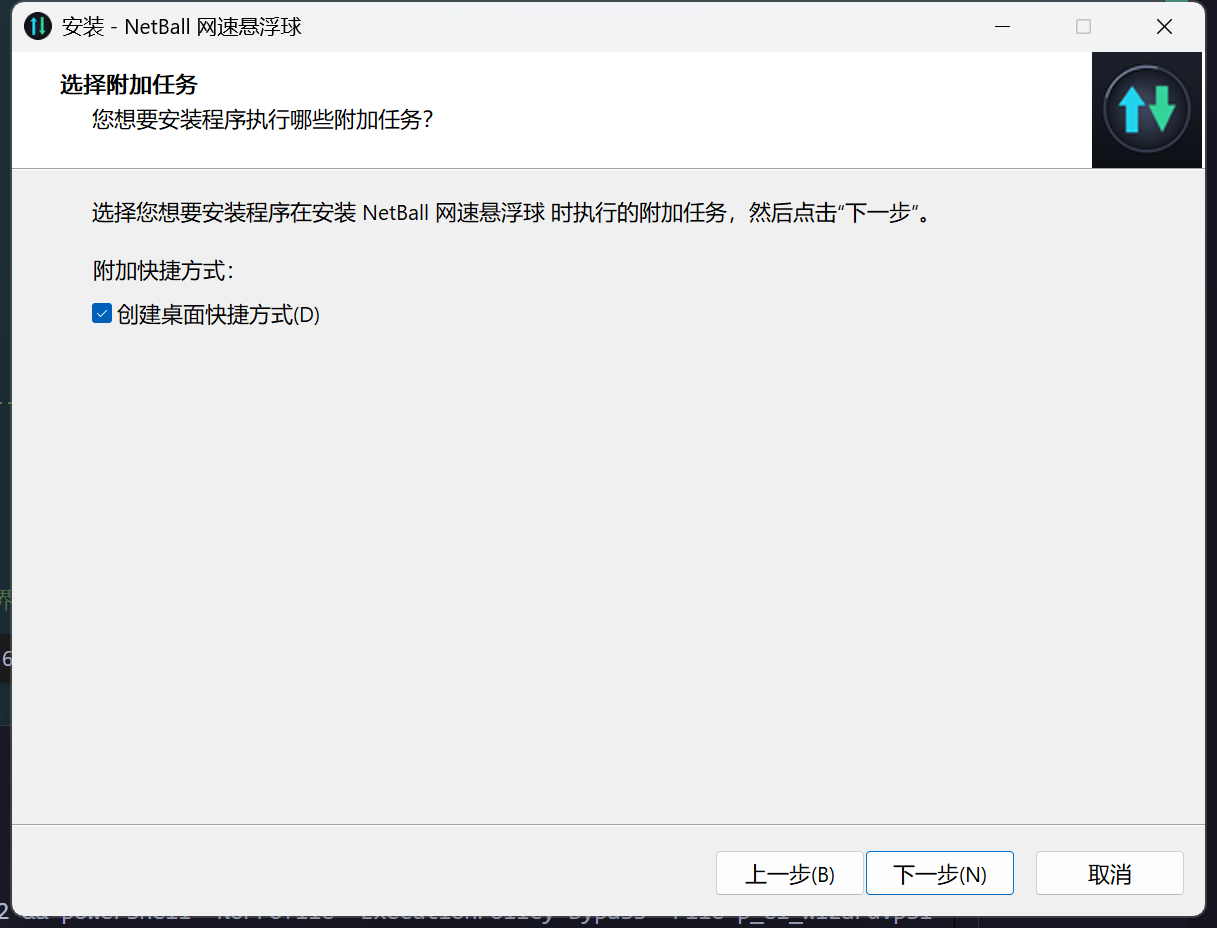 安装 - NetBall 网速悬浮球
选择附加任务
您想要安装程序执行哪些附加任务？
选择您想要安装程序在安装 NetBall 网速悬浮球 时执行的附加任务，然后点击“下一步”。
附加快捷方式：
创建桌面快捷方式(D)
界
6
上一步(B)
下一步(N)
取消